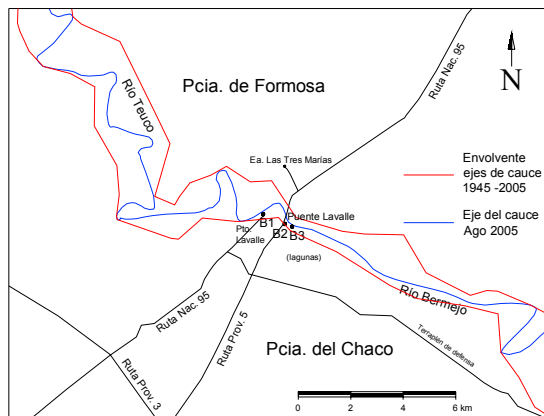 Pcia. de Formosa
Río Teuco
Ruta Nac. 95
N
Ea. Las Tres Marías
Envolvente
ejes de cauce
1945 -2005
Eje del cauce
Ago 2005
B1
Pto.
Lavalle
Puente Lavalle
B2
B3
(lagunas)
Río Bermejo
Ruta Nac. 95
Ruta Prov. 5
Terraplén de defensa
Pcia. del Chaco
Ruta Prov. 3
0 2 4 6 km